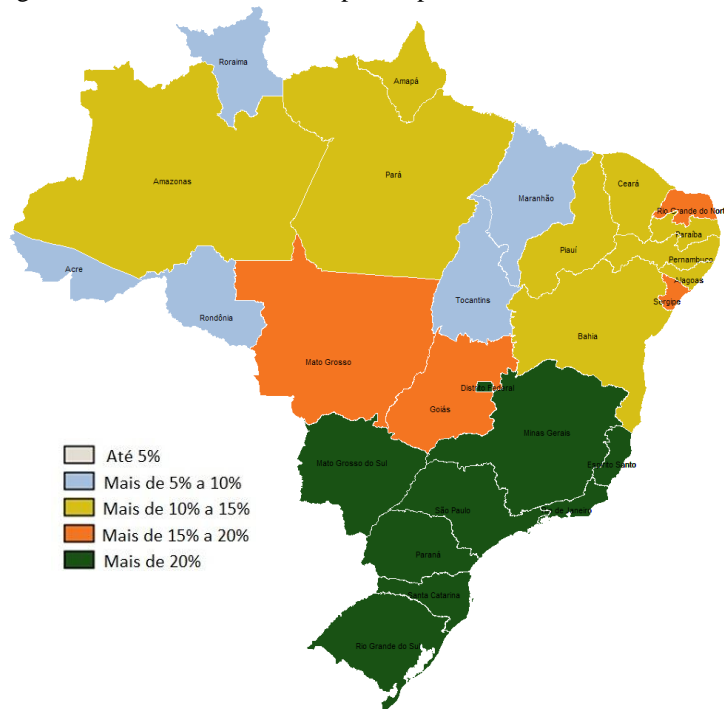 Roraima
Amapá
Amazonas
Pará
Ceará
Maranhão
Rio Grande do Nort
Paraíba
Piauí
Pernambuco
Acre
Alagoas
Tocantins
Sergipe
Rondônia
Bahia
Mato Grosso
Distrito Federal
Goiás
Minas Gerais
Até 5%
Mato Grosso do Sul
Espírito Santo
Mais de 5% a 10%
Mais de 10% a 15%
São Paulo
de Janeiro
Mais de 15% a 20%
Paraná
Mais de 20%
Santa Catarina
Rio Grande do Sul